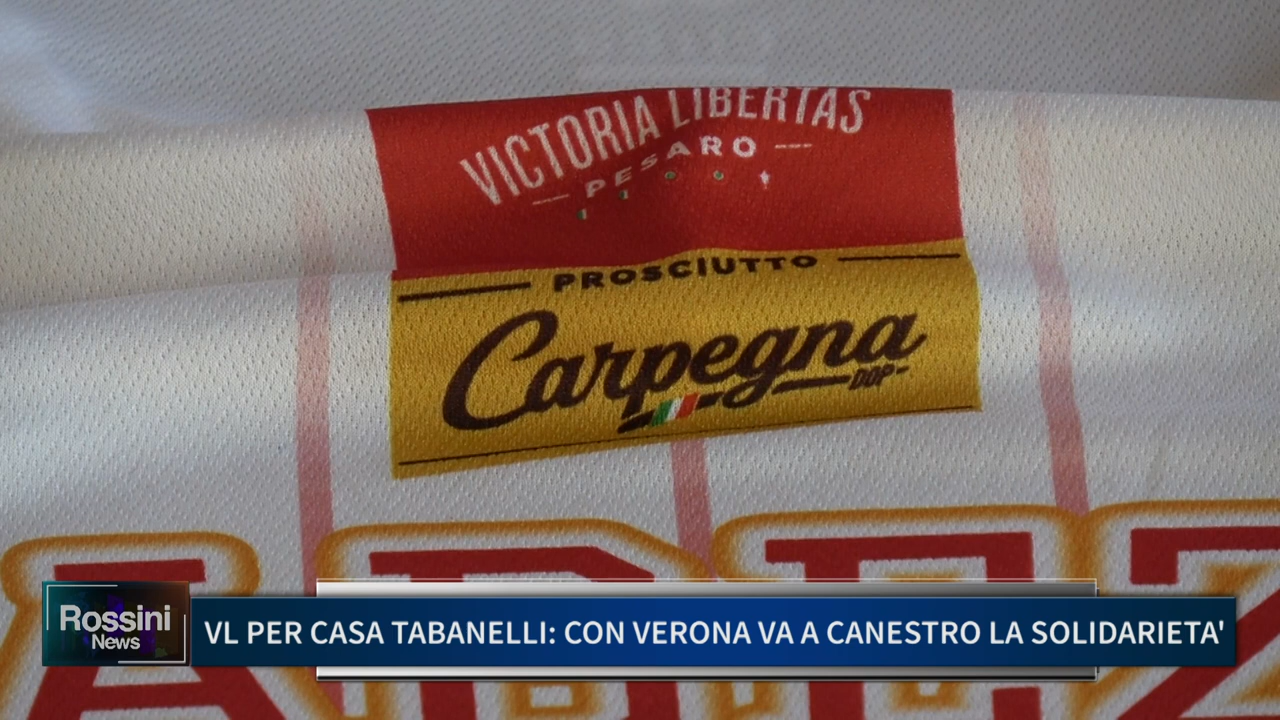 VICTORIA LIBERTAS
PESARO
PROSCIUTTO
Carpegna
DOP
Rossini
News
VL PER CASA TABANELLI: CON VERONA VA A CANESTRO LA SOLIDARIETA'